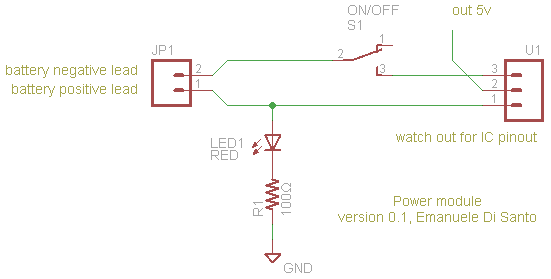 ON/OFF
S1
out 5v
JP1
U1
1
2
3
battery negative lead
2
battery positive lead
1
3
2
1
watch out for IC pinout
LED1
RED
R1
100Ω
Power module
version 0.1, Emanuele Di Santo
GND